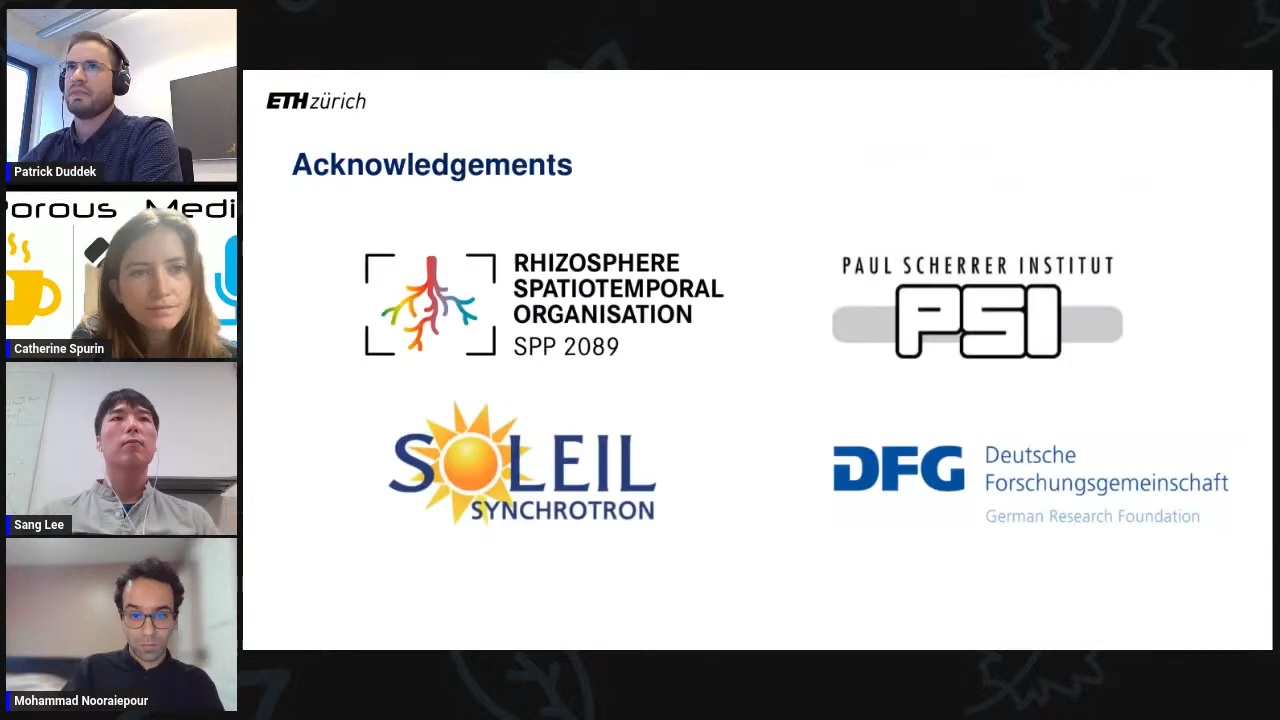 Patrick Duddek
Porous Medi
Catherine Spurin
Sang Lee
Mohammad Nooraiepour
ETH zürich
Acknowledgements
RHIZOSPHERE
SPATIOTEMPORAL
ORGANISATION
SPP 2089
PAUL SCHERRER INSTITUT
PSI
SOLEIL
SYNCHROTRON
DFG
Deutsche
Forschungsgemeinschaft
German Research Foundation